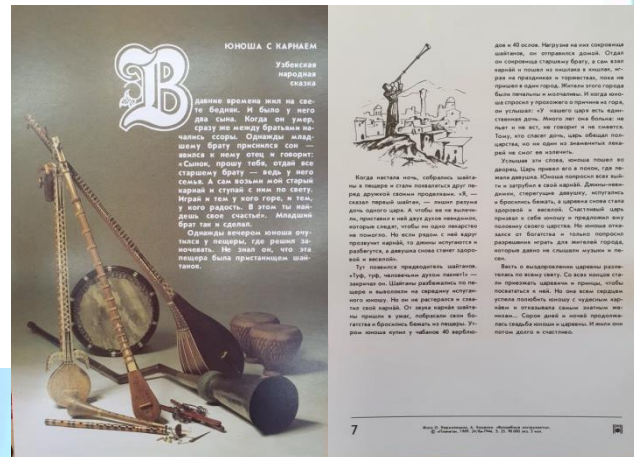 ЮНОША С КАРНАЕМ
Узбекская
народная
сказка
В
давние времена жил на све-
те бедняк. И было у него
два сына. Когда он умер,
сразу же между братьями на-
чались ссоры. Однажды млад-
шему брату приснился сон —
явился к нему отец и говорит:
«Сынок, прошу тебя, отдай все
старшему брату — ведь у него
семья. А сам возьми мой старый
карнай и ступай с ним по свету.
Играй и тем, у кого горе, и тем,
у кого радость. В этом ты най-
дешь свое счастье». Младший
брат так и сделал.
Однажды вечером юноша очу-
тился у пещеры, где решил за-
ночевать. Не знал он, что эта
пещера была пристанищем шай-
танов.
Когда настала ночь, собрались шайта-
ны в пещере и стали похваляться друг пе-
ред дружкой своими проделками. «Я, —
сказал первый шайтан, — лишил разума
дочь одного царя. А чтобы ее не вылечи-
ли, приставил к ней двух духов невидимок,
которые следят, чтобы ни одно лекарство
не помогло. Но если рядом с ней вдруг
прозвучит карнай, то джины испугаются и
разбегутся, а девушка снова станет здоро-
вой и веселой».
Тут появился предводитель шайтанов.
«Туф, туф, человечьим духом пахнет!» —
закричал он. Шайтаны разбежались по пе-
щере и выволокли на середину испуган-
ного юношу. Но он не растерялся и схва-
тил свой карнай. От звука карнай шайта-
ны пришли в ужас, побросали свои бо-
гатства и бросились бежать из пещеры. Ут-
ром юноша купил у чабанов 40 верблю-
дов и 40 ослов. Нагрузив на них сокровища
шайтанов, он отправился домой. Отдал
он сокровища старшему брату, а сам взял
карнай и пошел из кишлака в кишлак, иг-
рая на праздниках и торжествах, пока не
пришел в один город. Жители этого города
были печальны и молчаливы. И когда юно-
ша спросил у прохожего о причине их горя,
он услышал: «У нашего царя есть един-
ственная дочь. Много лет она больна: не
пьет и не ест, не говорит и не смеется.
Тому, кто спасет дочь, царь обещал пол-
царства, но ни один из знаменитых лека-
рей не смог ее излечить.
Услышав эти слова, юноша пошел во
дворец. Царь привел его в покои, где ле-
жала девушка. Юноша попросил всех вый-
ти и затрубил в свой карнай. Джины-неви-
димки, стерегущие девушку, испугались
и бросились бежать, а царевна снова стала
здоровой и веселой. Счастливый царь
призвал к себе юношу и предложил ему
половину своего царства. Но юноша отка-
зался от богатства и только попросил
разрешения играть для жителей города,
которые давно не слышали музыки и пе-
сен.
Весть о выздоровлении царевны разле-
телась по всему свету. Со всех концов ста-
ли приезжать царевичи и принцы, чтобы
посвататься к ней. Но она всем сердцем
успела полюбить юношу с чудесным кар-
наем и отказывала самым знатным же-
нихам... Сорок дней и ночей продолжа-
лась свадьба юноши и царевны. И жили они
потом долго и счастливо.
7